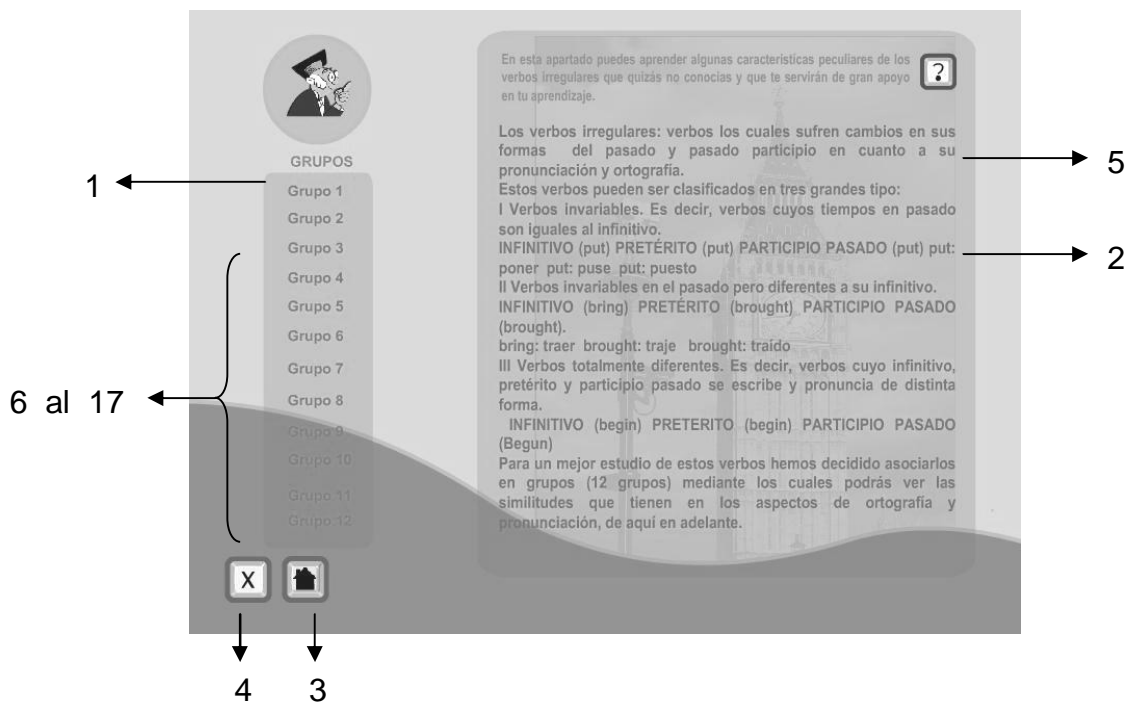 En esta apartado puedes aprender algunas características peculiares de los
verbos irregulares que quizás no conocias y que te servirán de gran apoyo
en tu aprendizaje.
?
Los verbos irregulares: verbos los cuales sufren cambios en sus
formas del pasado y pasado participio en cuanto a su
pronunciación y ortografía.
Estos verbos pueden ser clasificados en tres grandes tipo:
I Verbos invariables. Es decir, verbos cuyos tiempos en pasado
son iguales al infinitivo.
INFINITIVO (put) PRETÉRITO (put) PARTICIPIO PASADO (put) put:
poner put: puse put: puesto
II Verbos invariables en el pasado pero diferentes a su infinitivo.
INFINITIVO (bring) PRETÉRITO (brought) PARTICIPIO PASADO
(brought).
bring: traer brought: traje brought: traído
III Verbos totalmente diferentes. Es decir, verbos cuyo infinitivo,
pretérito y participio pasado se escribe y pronuncia de distinta
forma.
INFINITIVO (begin) PRETERITO (begin) PARTICIPIO PASADO
(Begun)
Para un mejor estudio de estos verbos hemos decidido asociarlos
en grupos (12 grupos) mediante los cuales podrás ver las
similitudes que tienen en los aspectos de ortografía y
pronunciación, de aquí en adelante.
GRUPOS
Grupo 1
Grupo 2
Grupo 3
Grupo 4
Grupo 5
Grupo 6
Grupo 7
Grupo 8
Grupo 9
Grupo 10
Grupo 11
Grupo 12
X
1
5
2
6 al 17
4
3